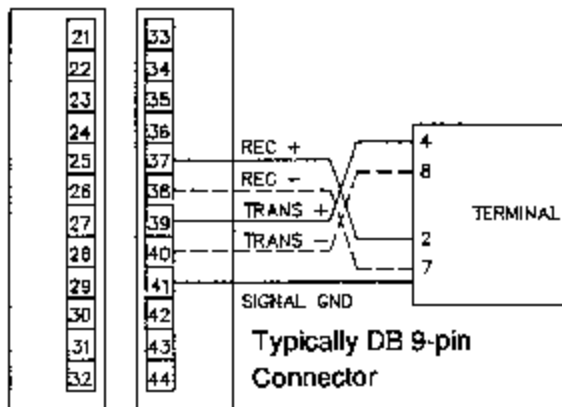 21 33
22 34
23 35
24 36
25 37 REC + 4
26 38 REC - 8
27 39 TRANS + TERMINAL
28 40 TRANS - 2
29 41 7
SIGNAL GND
30 42
31 43 Typically DB 9-pin
32 44 Connector